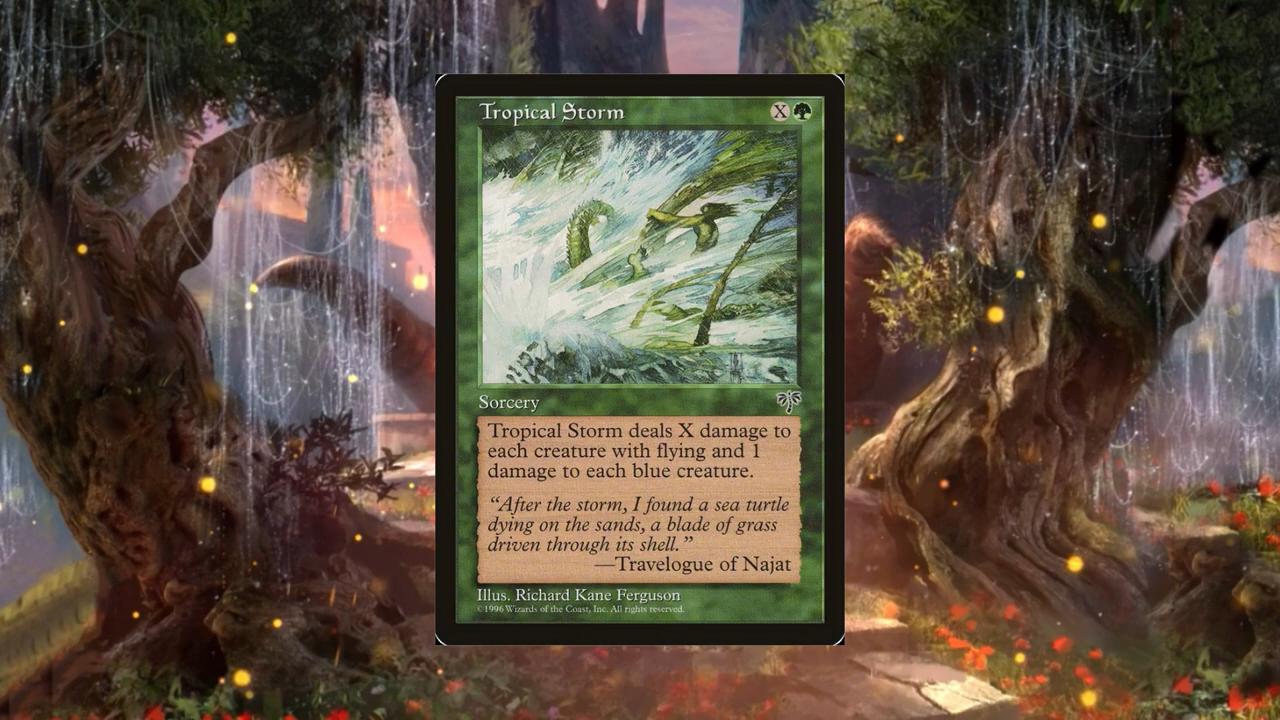 Tropical Storm X
Sorcery
Tropical Storm deals X damage to
each creature with flying and 1
damage to each blue creature.
“After the storm, I found a sea turtle
dying on the sands, a blade of grass
driven through its shell.”
—Travelogue of Najat
Illus. Richard Kane Ferguson
©1996 Wizards of the Coast, Inc. All rights reserved.